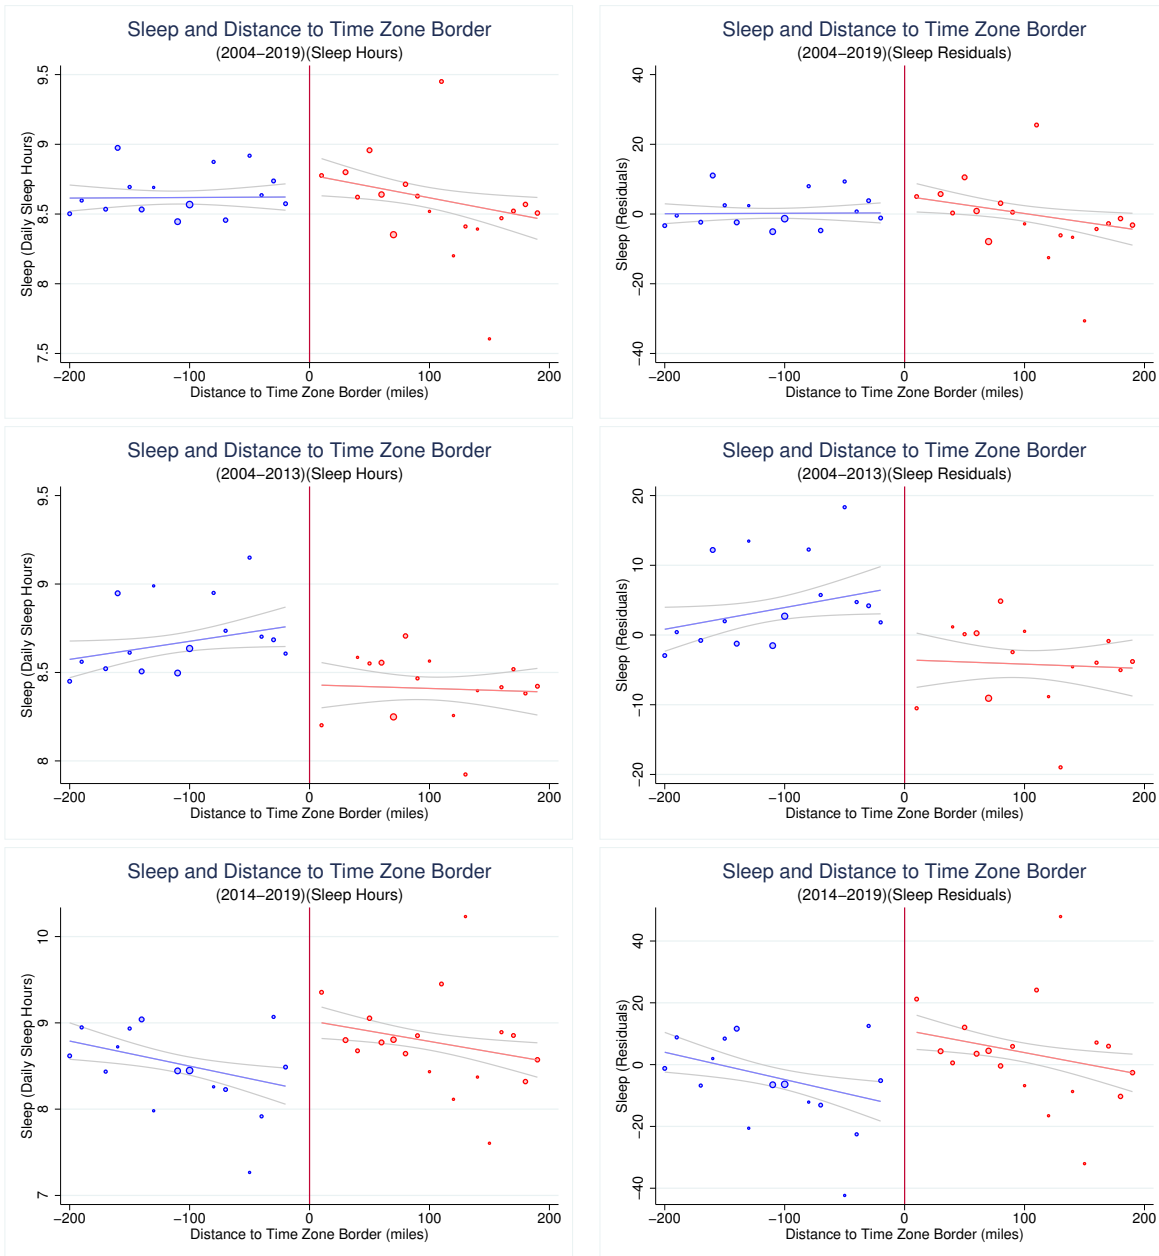 Sleep and Distance to Time Zone Border
(2004−2019)(Sleep Hours)
Sleep (Daily Sleep Hours)
9.5
9
8.5
8
7.5
−200 −100 0 100 200
Distance to Time Zone Border (miles)
Sleep and Distance to Time Zone Border
(2004−2019)(Sleep Residuals)
Sleep (Residuals)
40
20
0
−20
−40
−200 −100 0 100 200
Distance to Time Zone Border (miles)
Sleep and Distance to Time Zone Border
(2004−2013)(Sleep Hours)
Sleep (Daily Sleep Hours)
9.5
9
8.5
8
−200 −100 0 100 200
Distance to Time Zone Border (miles)
Sleep and Distance to Time Zone Border
(2004−2013)(Sleep Residuals)
Sleep (Residuals)
20
10
0
−10
−20
−200 −100 0 100 200
Distance to Time Zone Border (miles)
Sleep and Distance to Time Zone Border
(2014−2019)(Sleep Hours)
Sleep (Daily Sleep Hours)
10
9
8
7
−200 −100 0 100 200
Distance to Time Zone Border (miles)
Sleep and Distance to Time Zone Border
(2014−2019)(Sleep Residuals)
Sleep (Residuals)
40
20
0
−20
−40
−200 −100 0 100 200
Distance to Time Zone Border (miles)